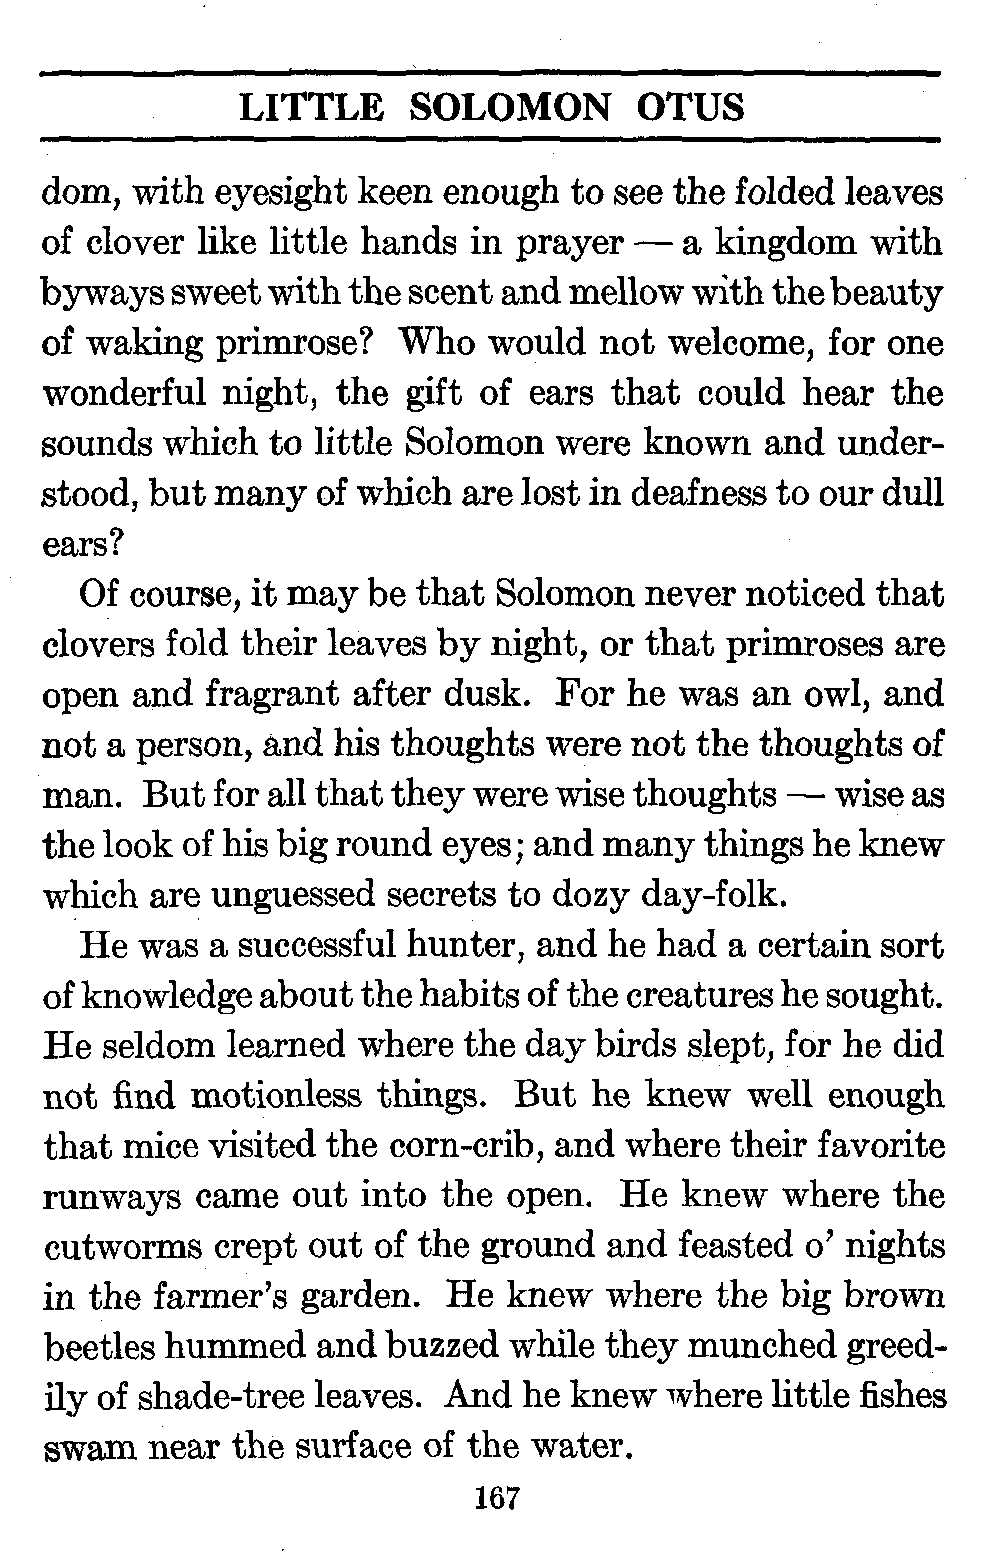 LITTLE SOLOMON OTUS
dom, with eyesight keen enough to see the folded leaves
of clover like little hands in prayer — a kingdom with
byways sweet with the scent and mellow with the beauty
of waking primrose? Who would not welcome, for one
wonderful night, the gift of ears that could hear the
sounds which to little Solomon were known and under-
stood, but many of which are lost in deafness to our dull
ears?
Of course, it may be that Solomon never noticed that
clovers fold their leaves by night, or that primroses are
open and fragrant after dusk. For he was an owl, and
not a person, and his thoughts were not the thoughts of
man. But for all that they were wise thoughts — wise as
the look of his big round eyes; and many things he knew
which are unguessed secrets to dozy day-folk.
He was a successful hunter, and he had a certain sort
of knowledge about the habits of the creatures he sought.
He seldom learned where the day birds slept, for he did
not find motionless things. But he knew well enough
that mice visited the corn-crib, and where their favorite
runways came out into the open. He knew where the
cutworms crept out of the ground and feasted o' nights
in the farmer's garden. He knew where the big brown
beetles hummed and buzzed while they munched greed-
ily of shade-tree leaves. And he knew where little fishes
swam near the surface of the water.
167